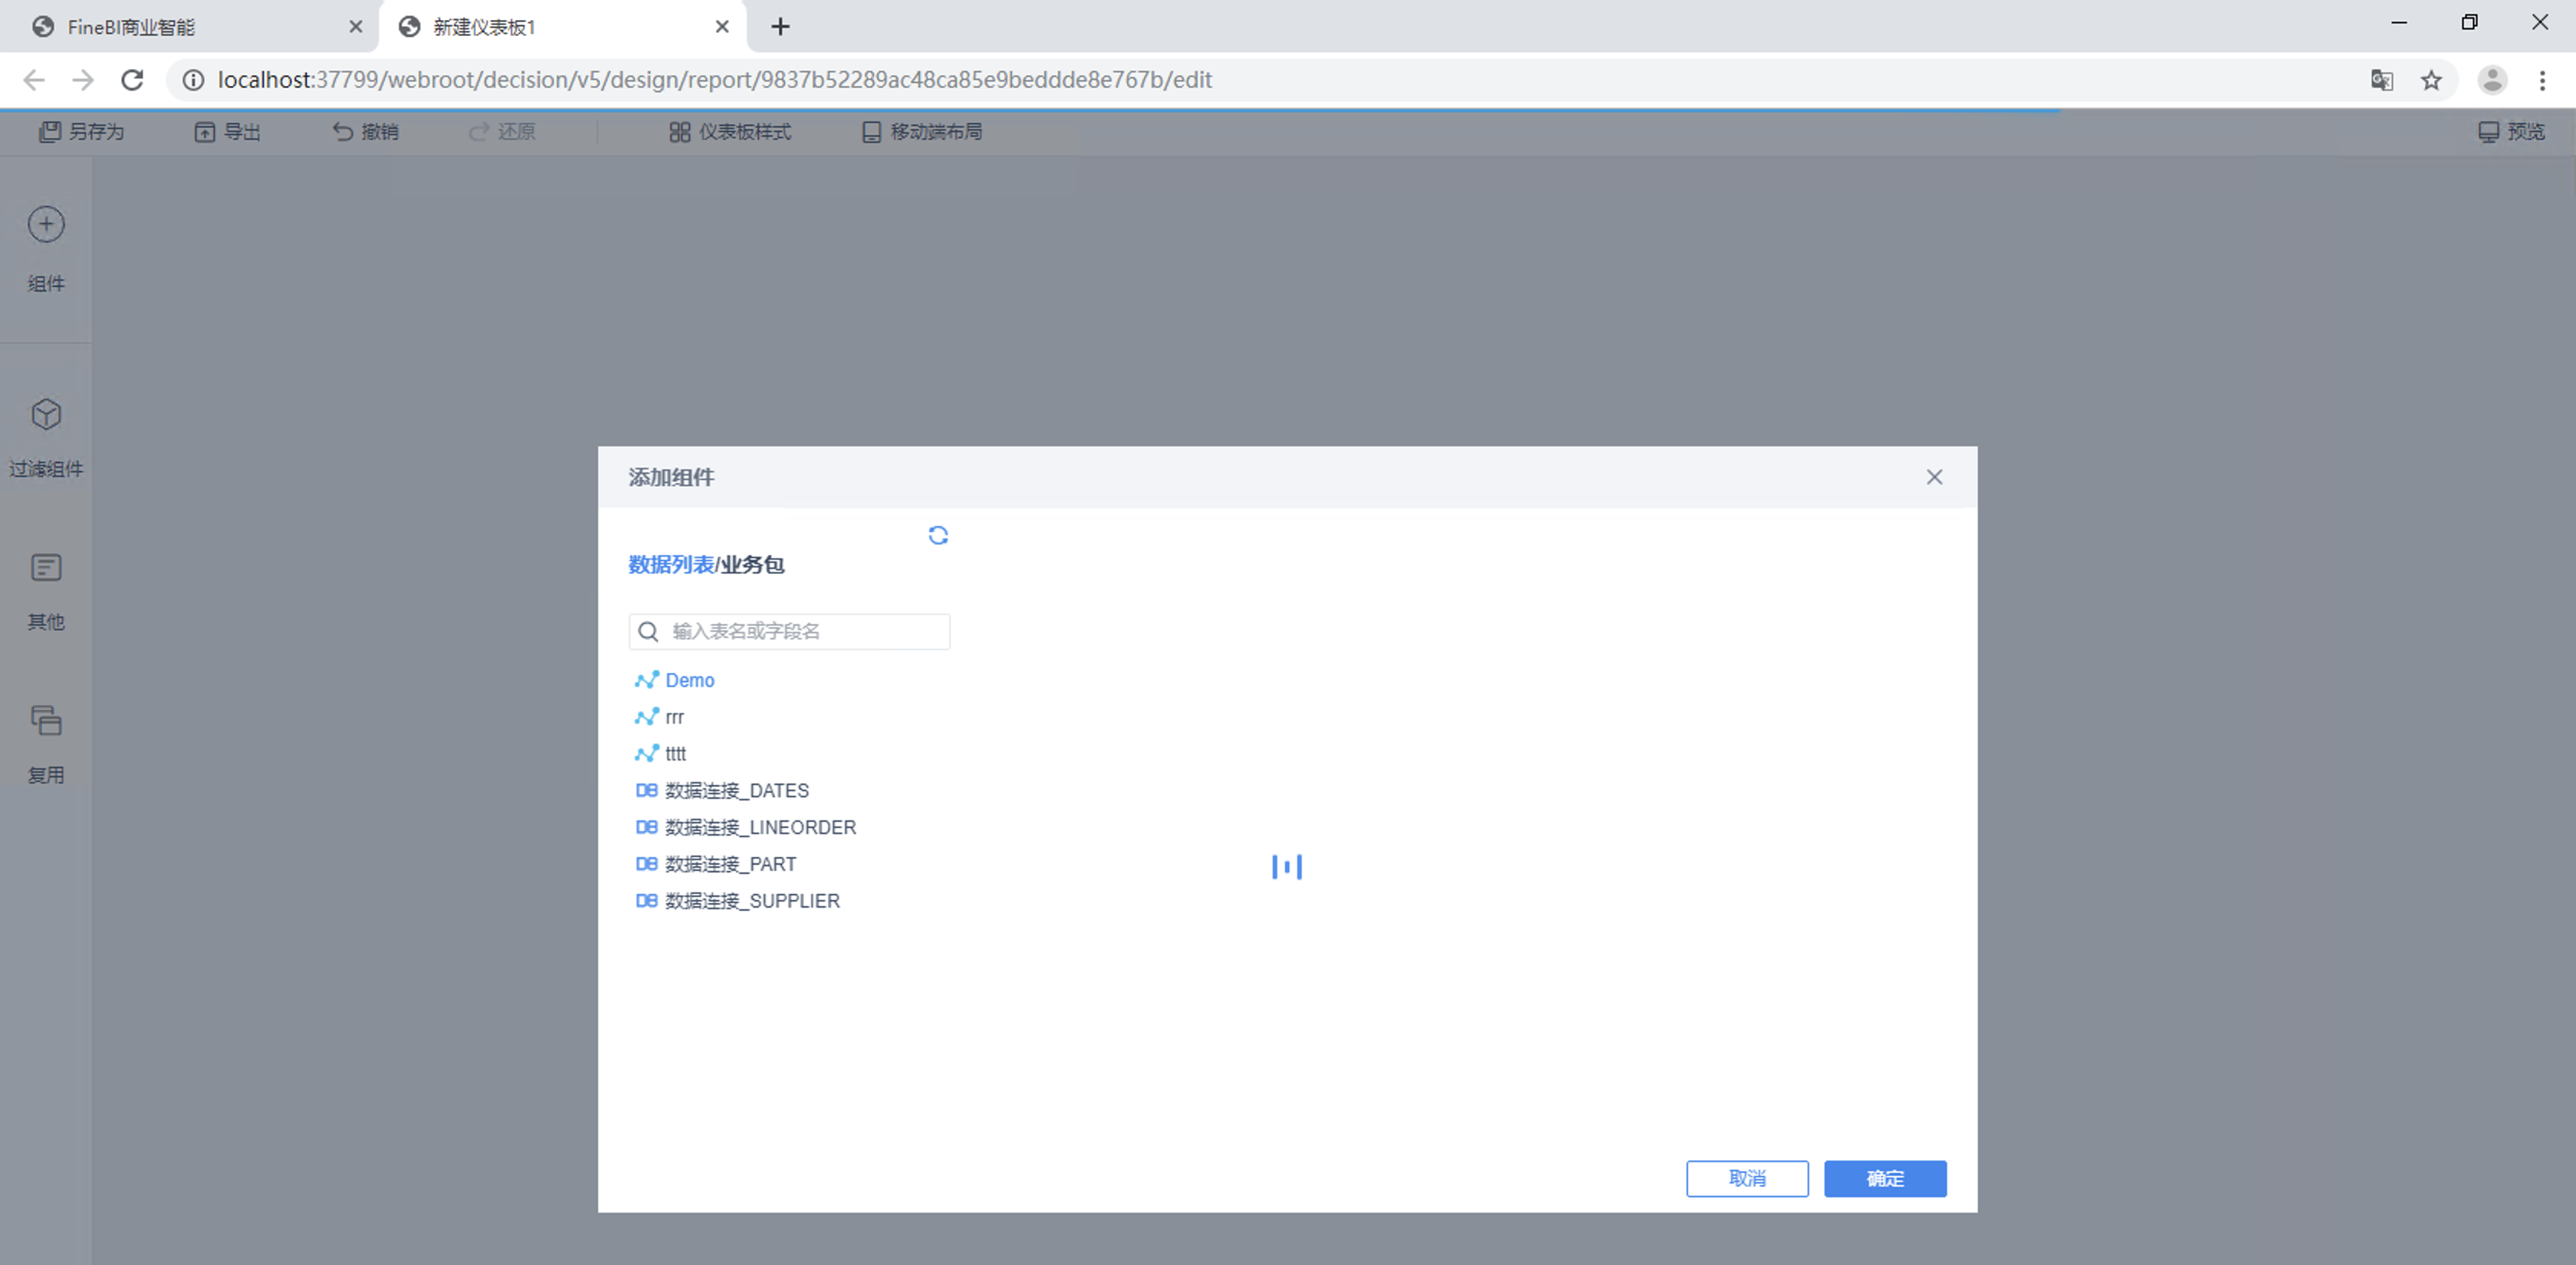 FineBI商业智能
新建仪表板1
localhost:37799/webroot/decision/v5/design/report/9837b52289ac48ca85e9beddde8e767b/edit
另存为 导出 撤销 还原 仪表板样式 移动端布局 预览
组件
过滤组件
其他
复用
添加组件
数据列表/业务包
输入表名或字段名
Demo
rrr
tttt
DB 数据连接_DATES
DB 数据连接_LINEORDER
DB 数据连接_PART
DB 数据连接_SUPPLIER
取消 确定